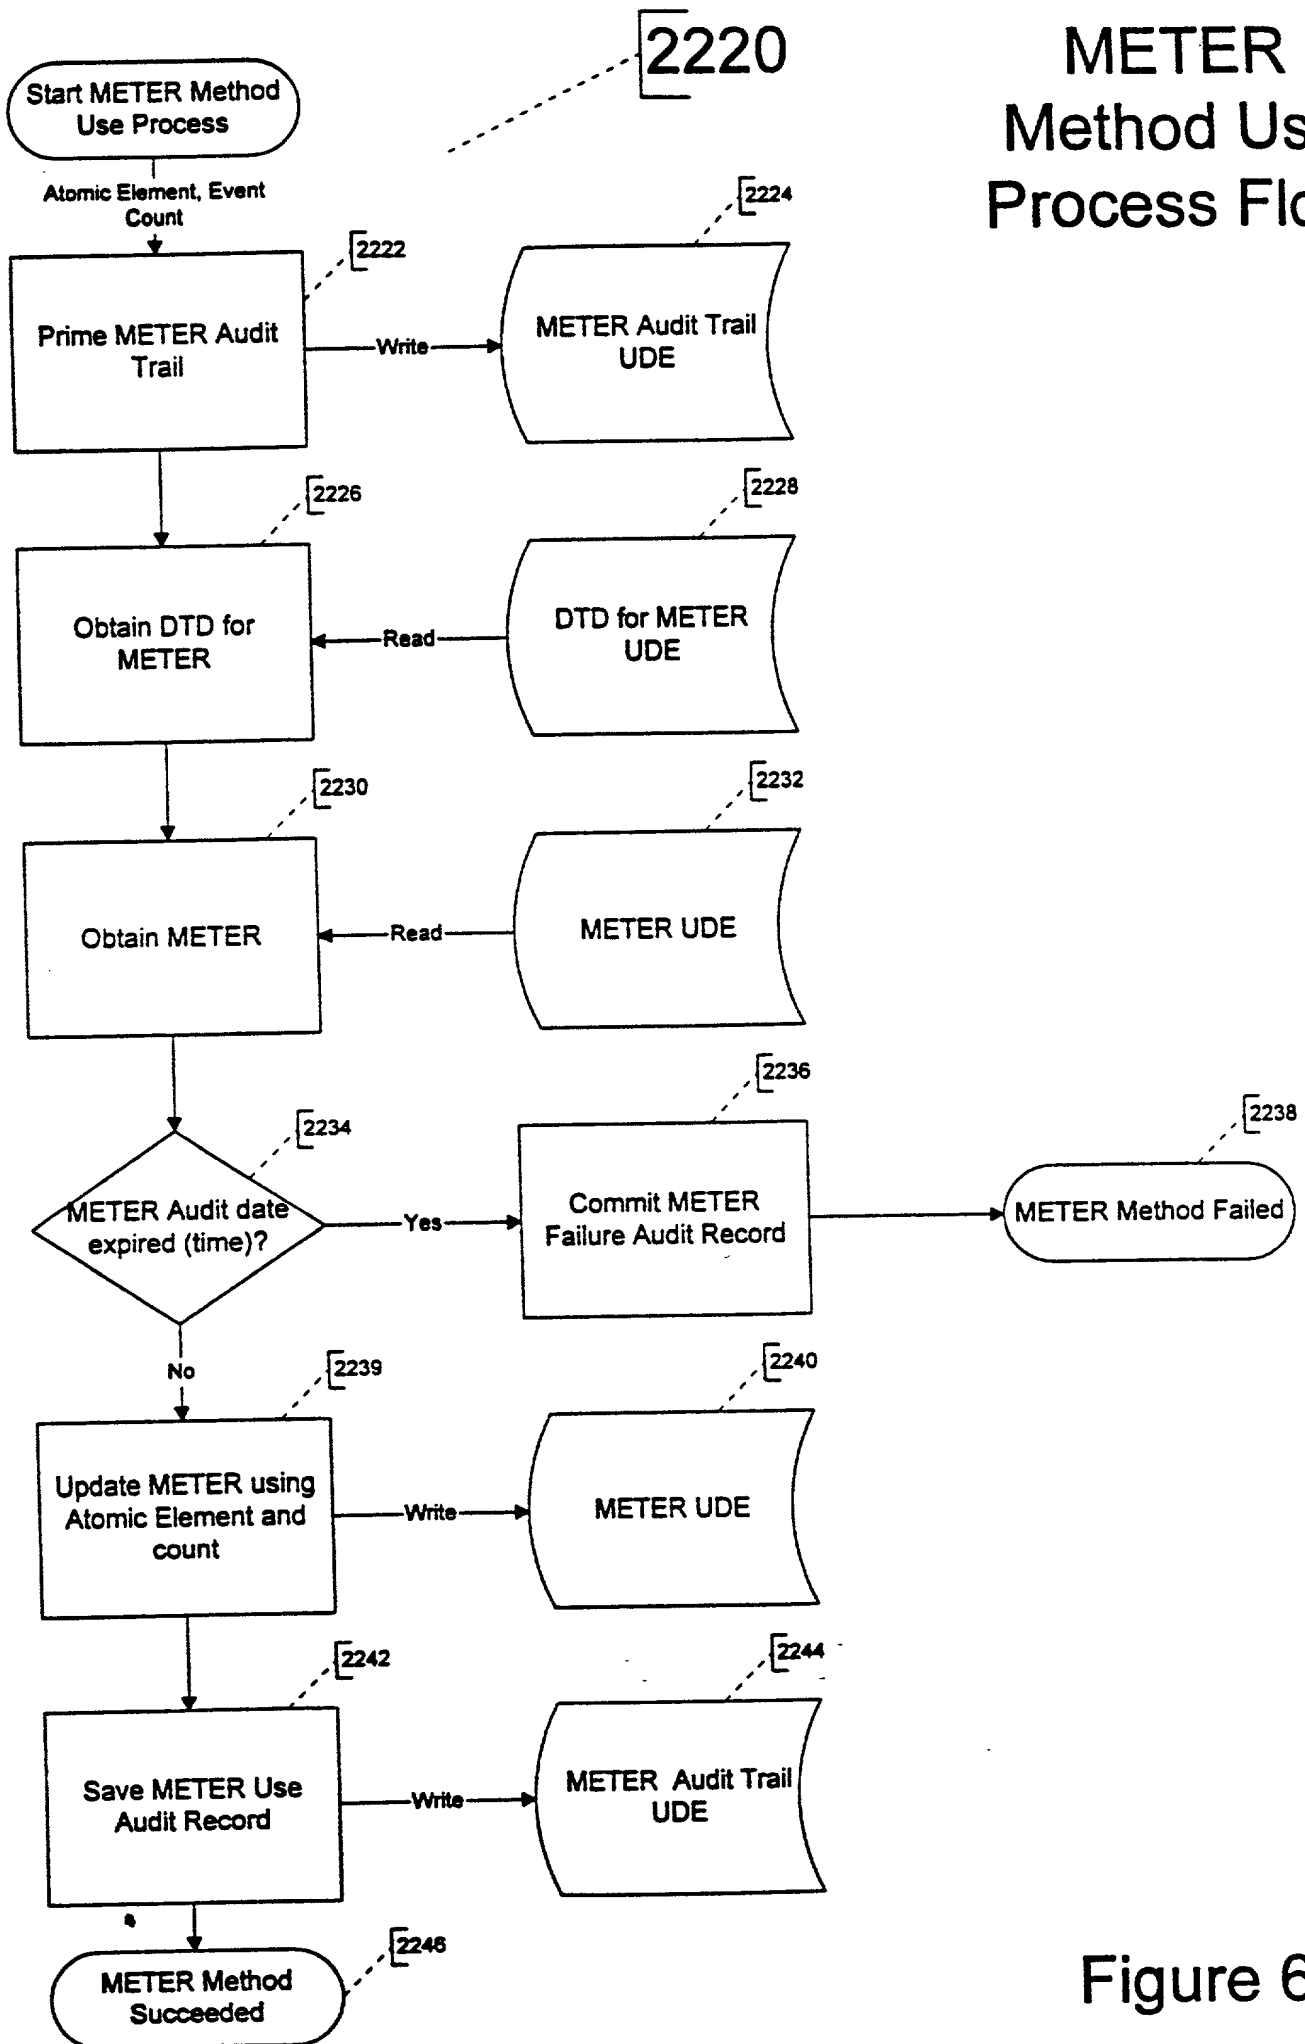 2220
METER
Method Us
Process Flo
Start METER Method
Use Process
Atomic Element, Event
Count
2222
Prime METER Audit
Trail
Write
2224
METER Audit Trail
UDE
2226
Obtain DTD for
METER
Read
2228
DTD for METER
UDE
2230
Obtain METER
Read
2232
METER UDE
2234
METER Audit date
expired (time)?
Yes
2236
Commit METER
Failure Audit Record
2238
METER Method Failed
No
2239
Update METER using
Atomic Element and
count
Write
2240
METER UDE
2242
Save METER Use
Audit Record
Write
2244
METER Audit Trail
UDE
2246
METER Method
Succeeded
Figure 6